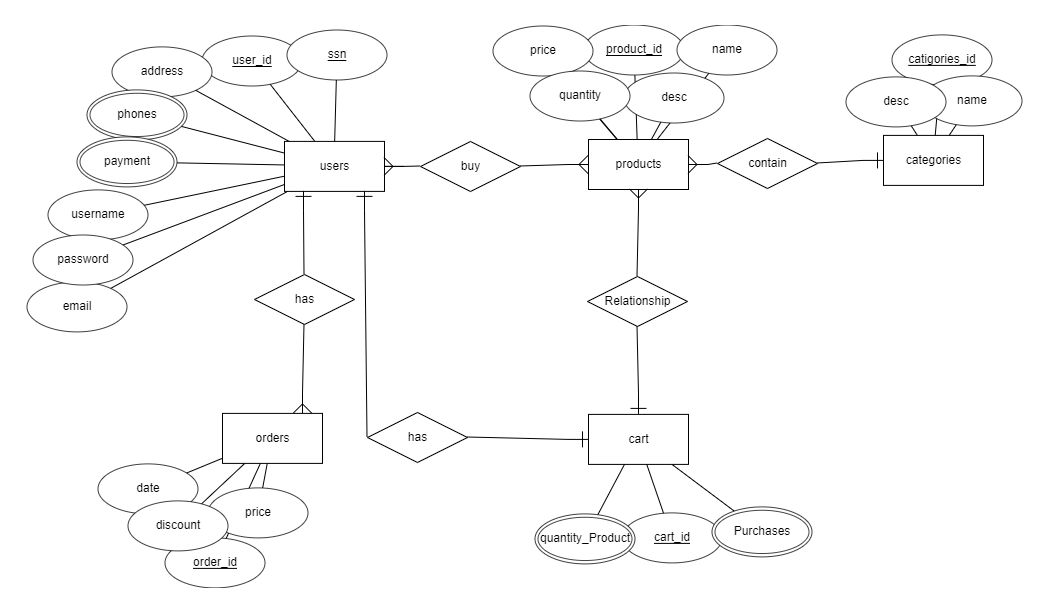 price
product_id
name
user_id
ssn
address
catigories_id
quantity
desc
desc
name
phones
payment
users
buy
products
contain
categories
username
password
email
has
Relationship
orders
has
cart
date
discount
price
order_id
quantity_Product
cart_id
Purchases